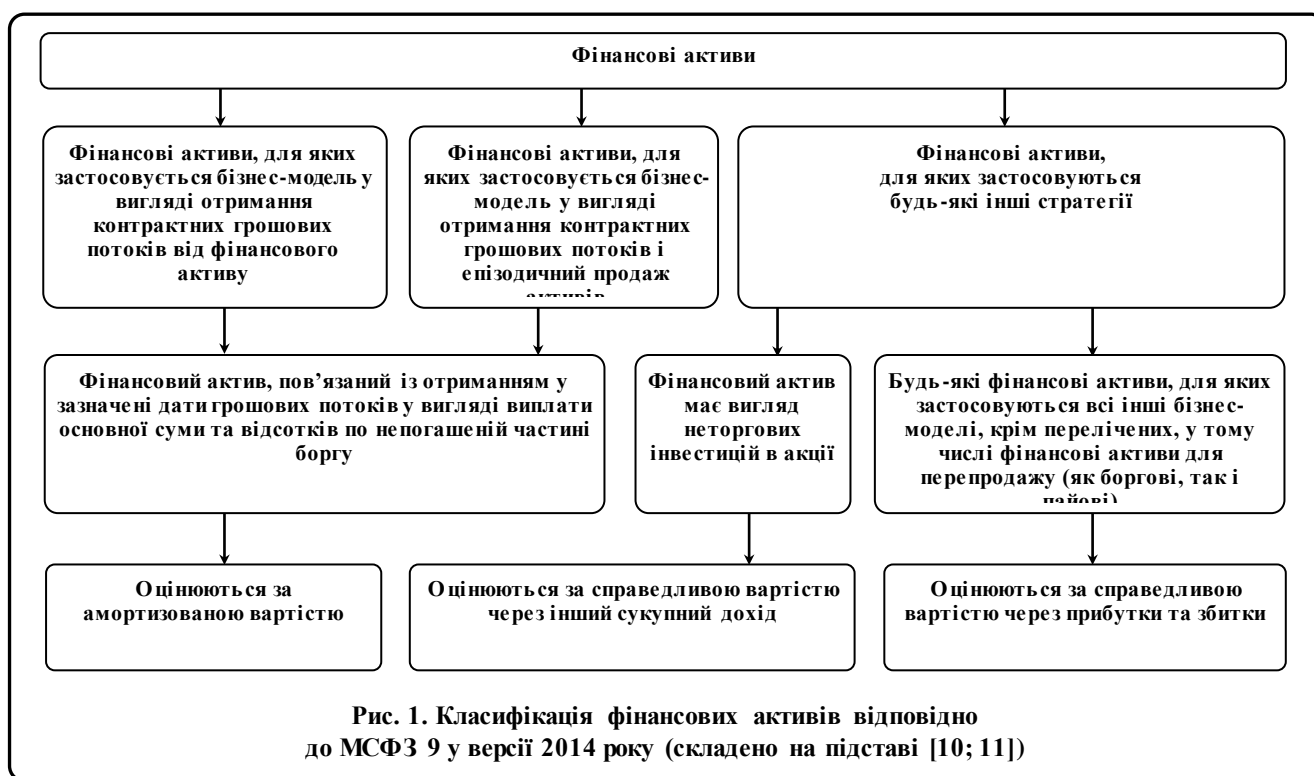 Фінансові активи
Фінансові активи, для яких
застосовується бізнес-модель у
вигляді отримання
контрактних грошових
потоків від фінансового
активу
Фінансові активи, для
яких застосовується бізнес-
модель у вигляді
отримання контрактних
грошових потоків і
епізодичний продаж
активів
Фінансові активи,
для яких застосовуються
будь-які інші стратегії
Фінансовий актив, пов’язаний із отриманням у
зазначені дати грошових потоків у вигляді виплати
основної суми та відсотків по непогашеній частині
боргу
Фінансовий актив
має вигляд
неторгових
інвестицій в акції
Будь-які фінансові активи, для яких
застосовуються всі інші бізнес-
моделі, крім перелічених, у тому
числі фінансові активи для
перепродажу (як боргові, так і
пайові)
Оцінюються за
амортизованою вартістю
Оцінюються за справедливою вартістю
через інший сукупний дохід
Оцінюються за справедливою
вартістю через прибутки та збитки
Рис. 1. Класифікація фінансових активів відповідно
до МСФЗ 9 у версії 2014 року (складено на підставі [10; 11])